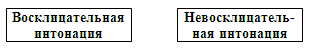 Восклицательная
интонация
Невосклицатель-
ная интонация